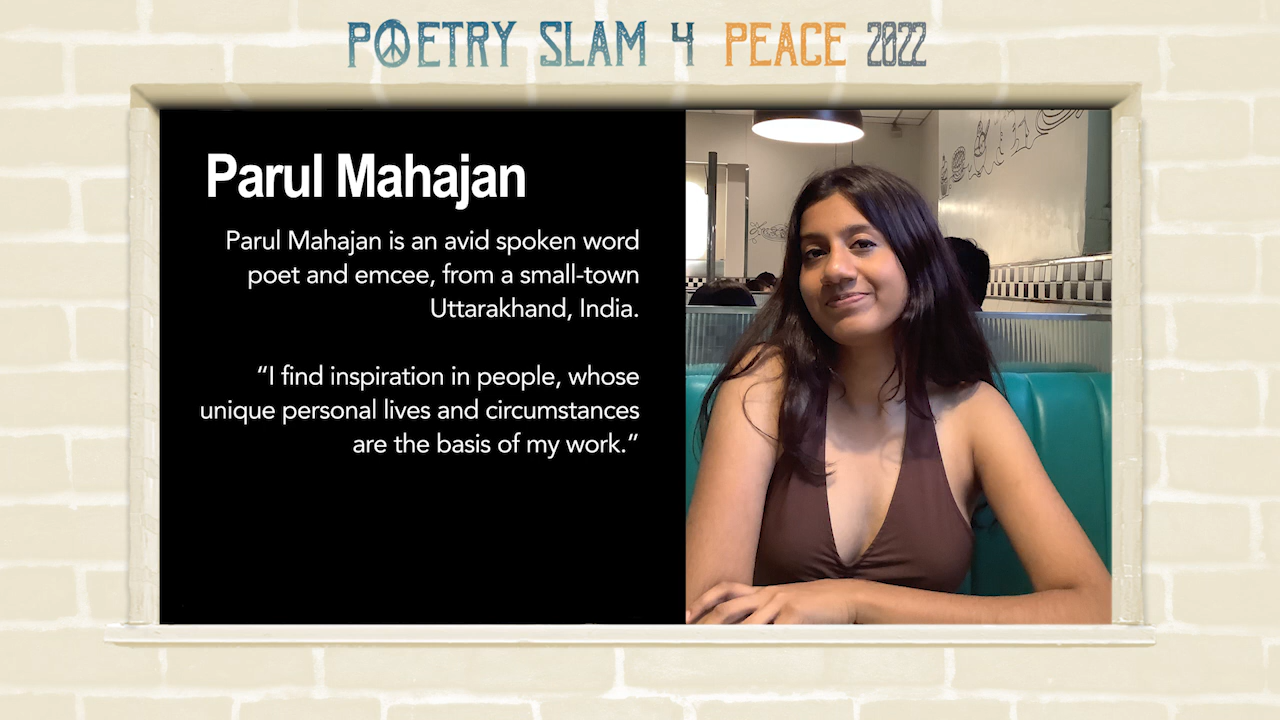 POETRY SLAM 4 PEACE 2022
Parul Mahajan
Parul Mahajan is an avid spoken word
poet and emcee, from a small-town
Uttarakhand, India.
“I find inspiration in people, whose
unique personal lives and circumstances
are the basis of my work.”